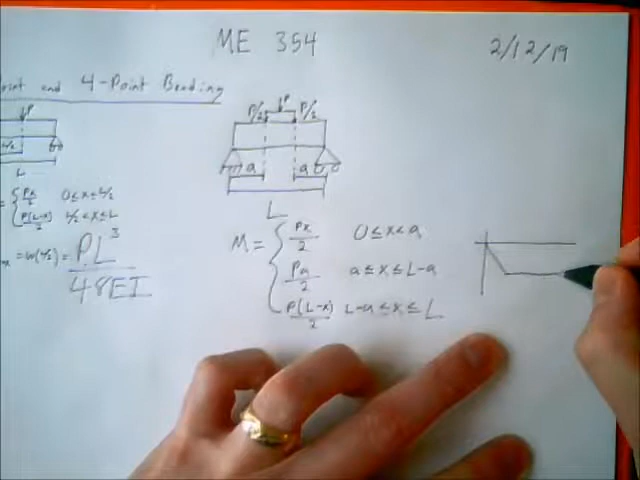 ME 354
2/12/19
and 4-Point Bending
P
P/2 P/2
a a
L
L
Px/2 0≤x≤L/2
P(L-x)/2 L/2<x≤L
= w(L/2) = PL³/48EI
M = { Px/2 0≤x<a
Pa/2 a≤x≤L-a
P(L-x)/2 L-a≤x≤L